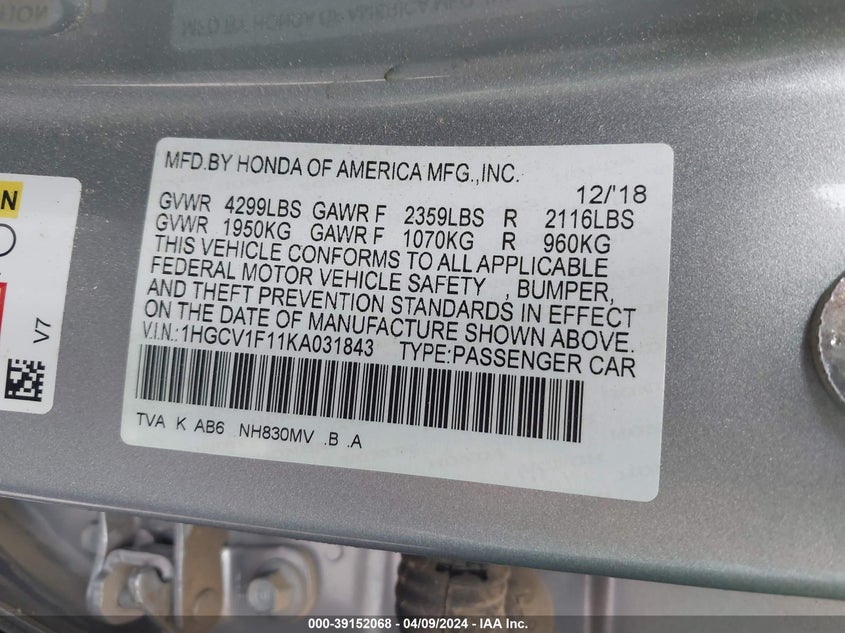 MFD.BY HONDA OF AMERICA MFG.,INC.
12/'18
GVWR 4299LBS GAWR F 2359LBS R 2116LBS
GVWR 1950KG GAWR F 1070KG R 960KG
THIS VEHICLE CONFORMS TO ALL APPLICABLE
FEDERAL MOTOR VEHICLE SAFETY , BUMPER,
AND THEFT PREVENTION STANDARDS IN EFFECT
ON THE DATE OF MANUFACTURE SHOWN ABOVE.
V.I.N.:1HGCV1F11KA031843 TYPE:PASSENGER CAR
TVA K AB6 NH830MV .B .A
V7
000-39152068 - 04/09/2024 - IAA Inc.